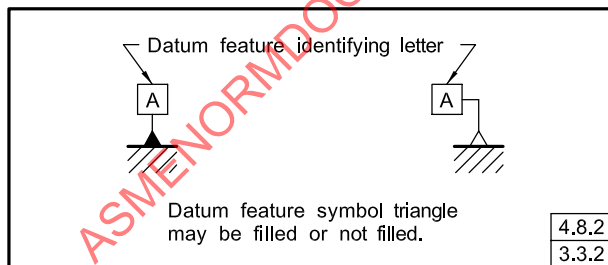 Datum feature identifying letter
A
A
Datum feature symbol triangle
may be filled or not filled.
4.8.2
3.3.2
ASMENORMDOC